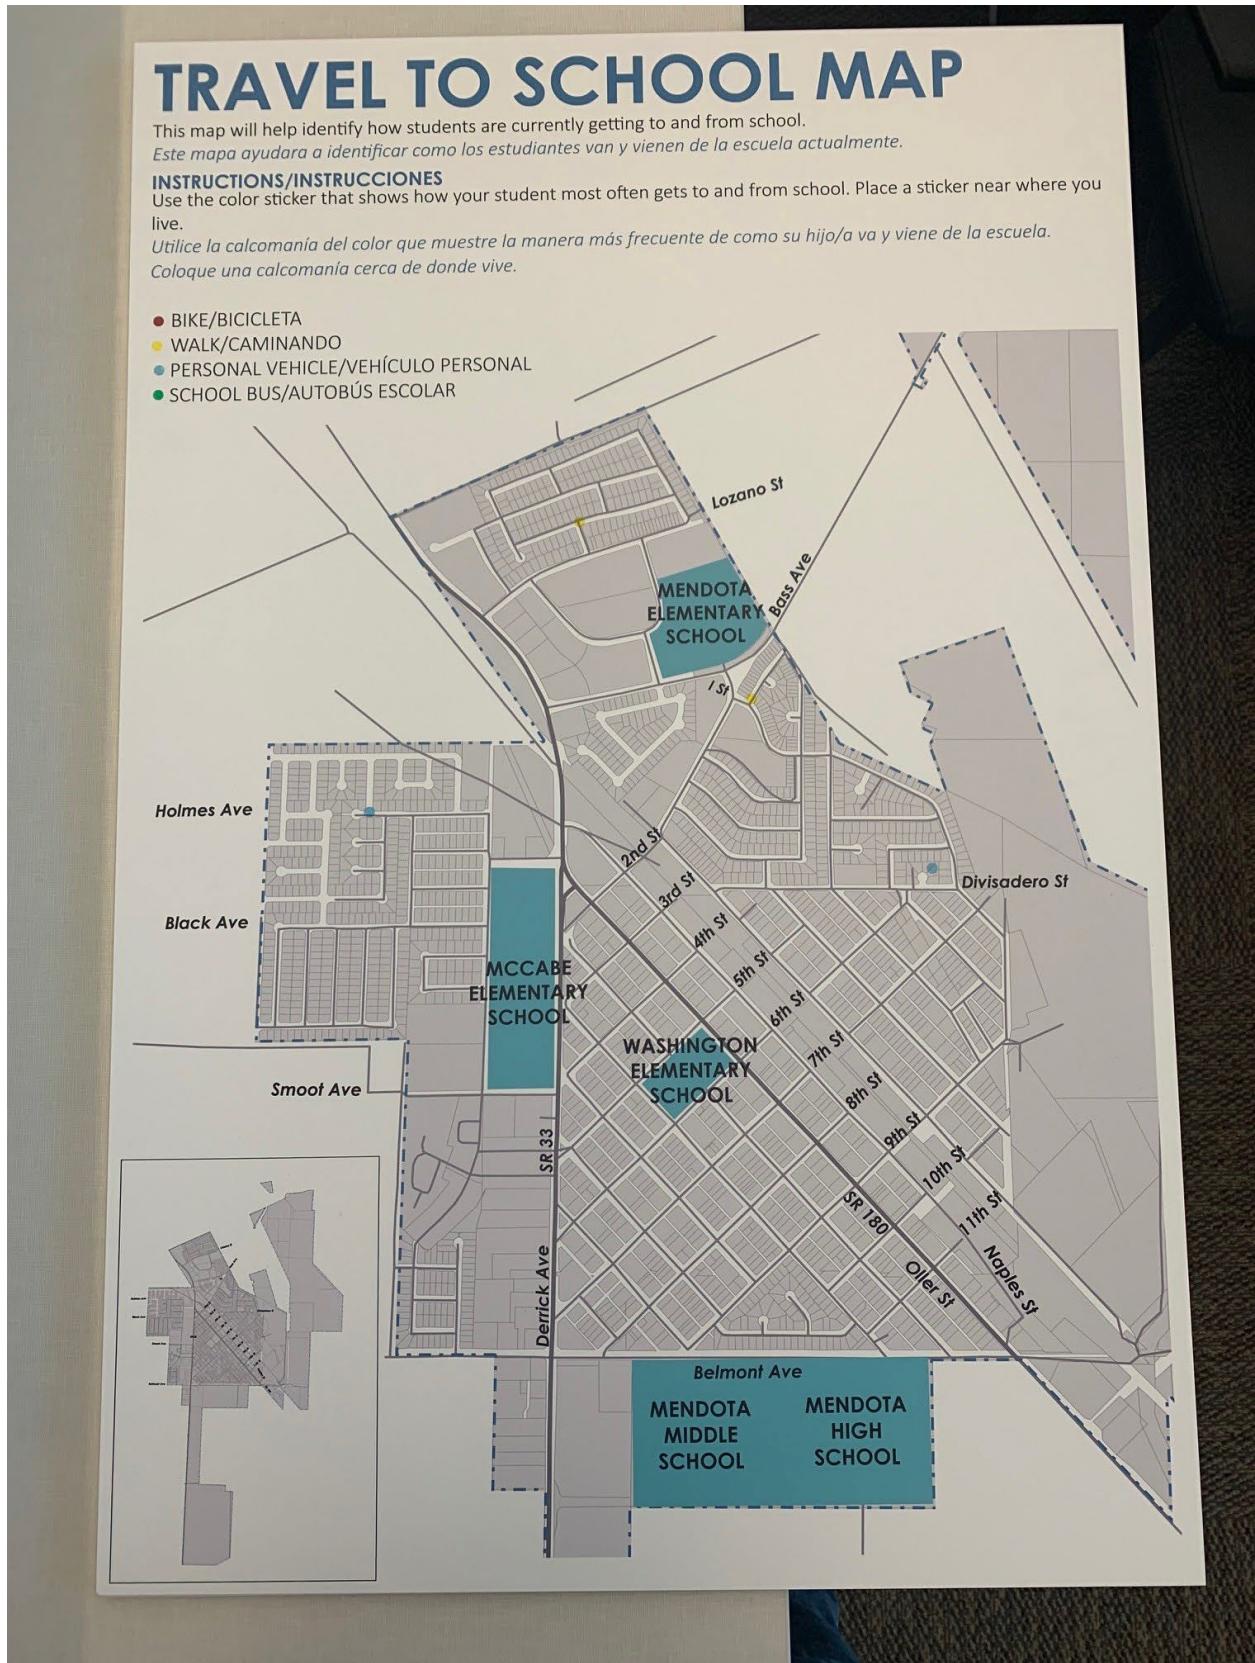 TRAVEL TO SCHOOL MAP
This map will help identify how students are currently getting to and from school.
Este mapa ayudara a identificar como los estudiantes van y vienen de la escuela actualmente.
INSTRUCTIONS/INSTRUCCIONES
Use the color sticker that shows how your student most often gets to and from school. Place a sticker near where you
live.
Utilice la calcomanía del color que muestre la manera más frecuente de como su hijo/a va y viene de la escuela.
Coloque una calcomanía cerca de donde vive.
BIKE/BICICLETA
WALK/CAMINANDO
PERSONAL VEHICLE/VEHÍCULO PERSONAL
SCHOOL BUS/AUTOBÚS ESCOLAR
Lozano St
Bass Ave
MENDOTA
ELEMENTARY
SCHOOL
I St
Holmes Ave
2nd St
3rd St
Divisadero St
Black Ave
4th St
5th St
MCCABE
ELEMENTARY
SCHOOL
6th St
WASHINGTON
ELEMENTARY
SCHOOL
7th St
8th St
Smoot Ave
9th St
SR 33
10th St
11th St
SR 180
Naples St
Oller St
Derrick Ave
Belmont Ave
MENDOTA
MIDDLE
SCHOOL
MENDOTA
HIGH
SCHOOL